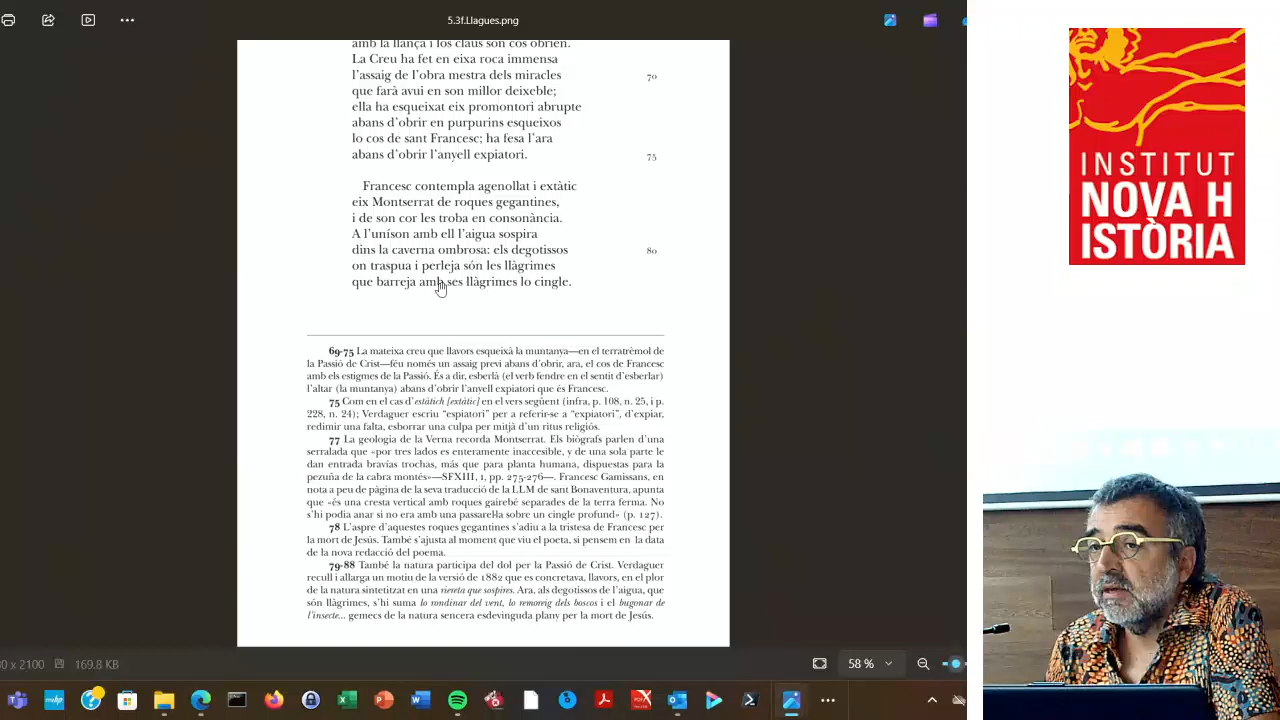 5.3f.Llagues.png
amb la llança i los claus son cos obrien.
La Creu ha fet en eixa roca immensa
l'assaig de l'obra mestra dels miracles 70
que farà avui en son millor deixeble;
ella ha esqueixat eix promontori abrupte
abans d'obrir en purpurins esqueixos
lo cos de sant Francesc; ha fesa l'ara
abans d'obrir l'anyell expiatori. 75
Francesc contempla agenollat i extàtic
eix Montserrat de roques gegantines,
i de son cor les troba en consonància.
A l'uníson amb ell l'aigua sospira
dins la caverna ombrosa: els degotissos 80
on traspua i perleja són les llàgrimes
que barreja amb ses llàgrimes lo cingle.
69-75 La mateixa creu que llavors esqueixà la muntanya—en el terratrèmol de
la Passió de Crist—féu només un assaig previ abans d'obrir, ara, el cos de Francesc
amb els estigmes de la Passió. És a dir, esberlà (el verb fendre en el sentit d'esberlar)
l'altar (la muntanya) abans d'obrir l'anyell expiatori que és Francesc.
75 Com en el cas d'estàtich [extàtic] en el vers següent (infra, p. 108, n. 25, i p.
228, n. 24); Verdaguer escriu “espiatori” per a referir-se a “expiatori”, d'expiar,
redimir una falta, esborrar una culpa per mitjà d'un ritus religiós.
77 La geologia de la Verna recorda Montserrat. Els biògrafs parlen d'una
serralada que «por tres lados es enteramente inaccesible, y de una sola parte le
dan entrada bravías trochas, más que para planta humana, dispuestas para la
pezuña de la cabra montés»—SFXIII, 1, pp. 275-276—. Francesc Gamissans, en
nota a peu de pàgina de la seva traducció de la LLM de sant Bonaventura, apunta
que «és una cresta vertical amb roques gairebé separades de la terra ferma. No
s'hi podia anar si no era amb una passarel·la sobre un cingle profund» (p. 127).
78 L'aspre d'aquestes roques gegantines s'adiu a la tristesa de Francesc per
la mort de Jesús. També s'ajusta al moment que viu el poeta, si pensem en la data
de la nova redacció del poema.
79-88 També la natura participa del dol per la Passió de Crist. Verdaguer
recull i allarga un motiu de la versió de 1882 que es concretava, llavors, en el plor
de la natura sintetitzat en una riereta que sospires. Ara, als degotissos de l'aigua, que
són llàgrimes, s'hi suma lo rondinar del vent, lo remoreig dels boscos i el bugonar de
l'insecte... gemecs de la natura sencera esdevinguda plany per la mort de Jesús.
x 2100 169.8 KB 58 %
INSTITUT
NOVA H
ISTÒRIA